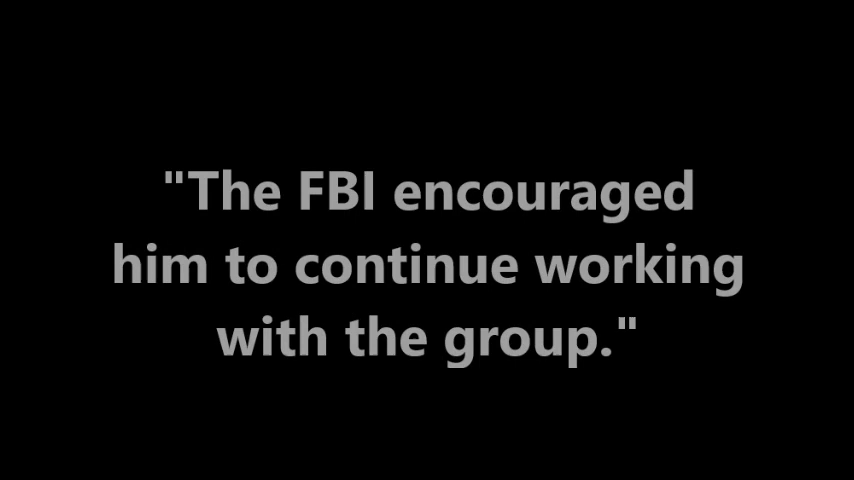 "The FBI encouraged
him to continue working
with the group."